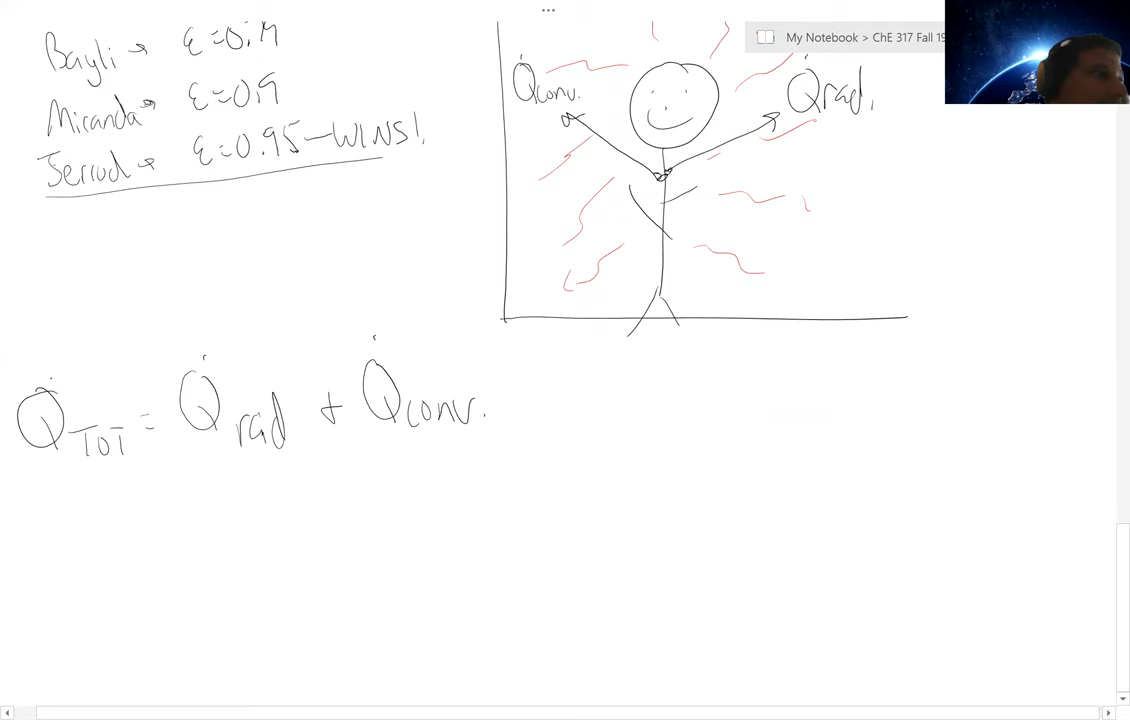 Bayli → ε=0.7
Miranda → ε=0.9
Jerrod → ε=0.95 – WINS!
My Notebook > ChE 317 Fall 19
Q̇conv.
Q̇rad.
Q̇TOT = Q̇rad + Q̇conv.